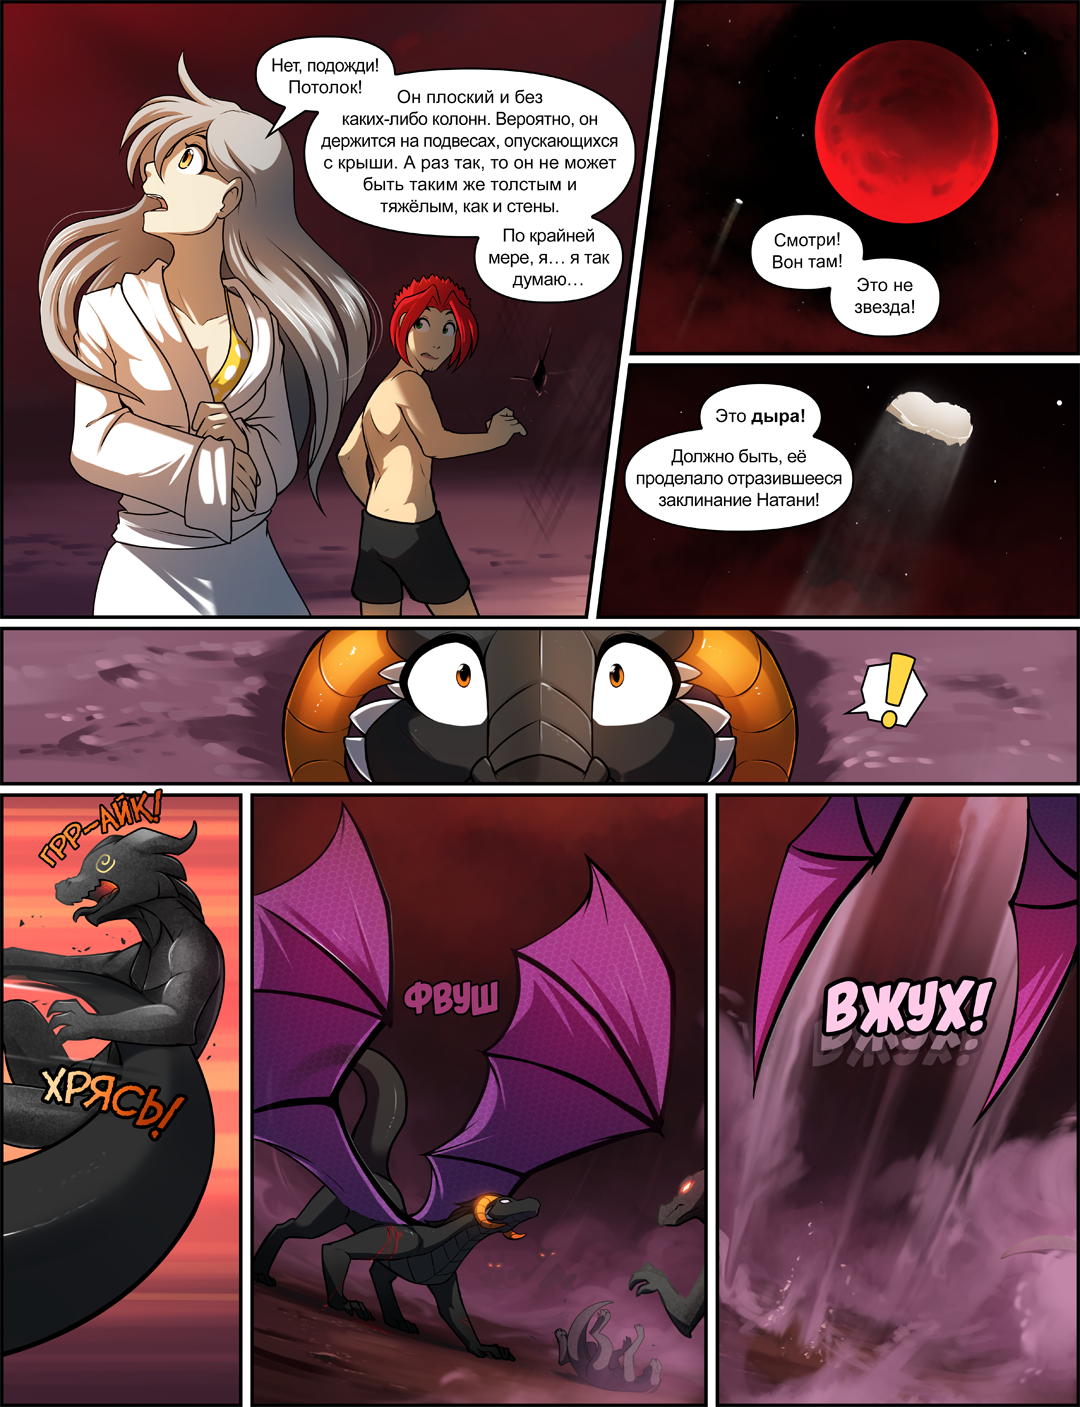 Нет, подожди!
Потолок!
Он плоский и без
каких-либо колонн. Вероятно, он
держится на подвесах, опускающихся
с крыши. А раз так, то он не может
быть таким же толстым и
тяжёлым, как и стены.
По крайней
мере, я... я так
думаю...
Смотри!
Вон там!
Это не
звезда!
Это дыра!
Должно быть, её
проделало отразившееся
заклинание Натани!
!
ГРР-АЙК!
ХРЯСЬ!
ФВУШ
ВЖУХ!